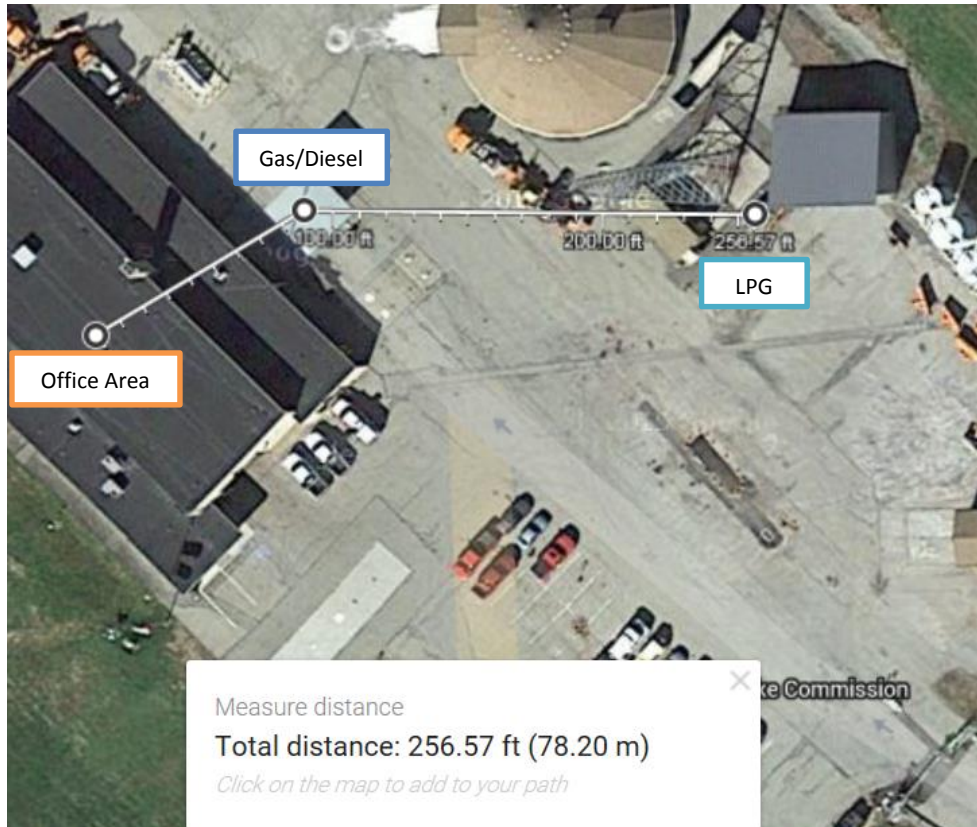 Gas/Diesel
100.00 ft
200.00 ft
256.57 ft
LPG
Office Area
ke Commission
Measure distance
Total distance: 256.57 ft (78.20 m)
Click on the map to add to your path